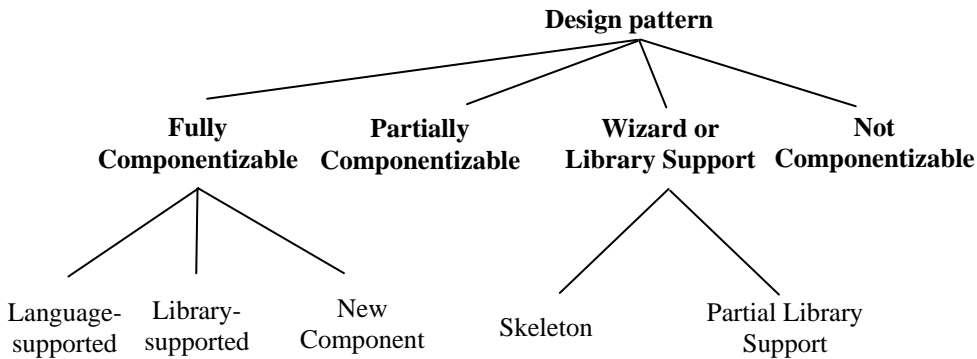 Design pattern
Fully
Componentizable
Partially
Componentizable
Wizard or
Library Support
Not
Componentizable
Language-
supported
Library-
supported
New
Component
Skeleton
Partial Library
Support